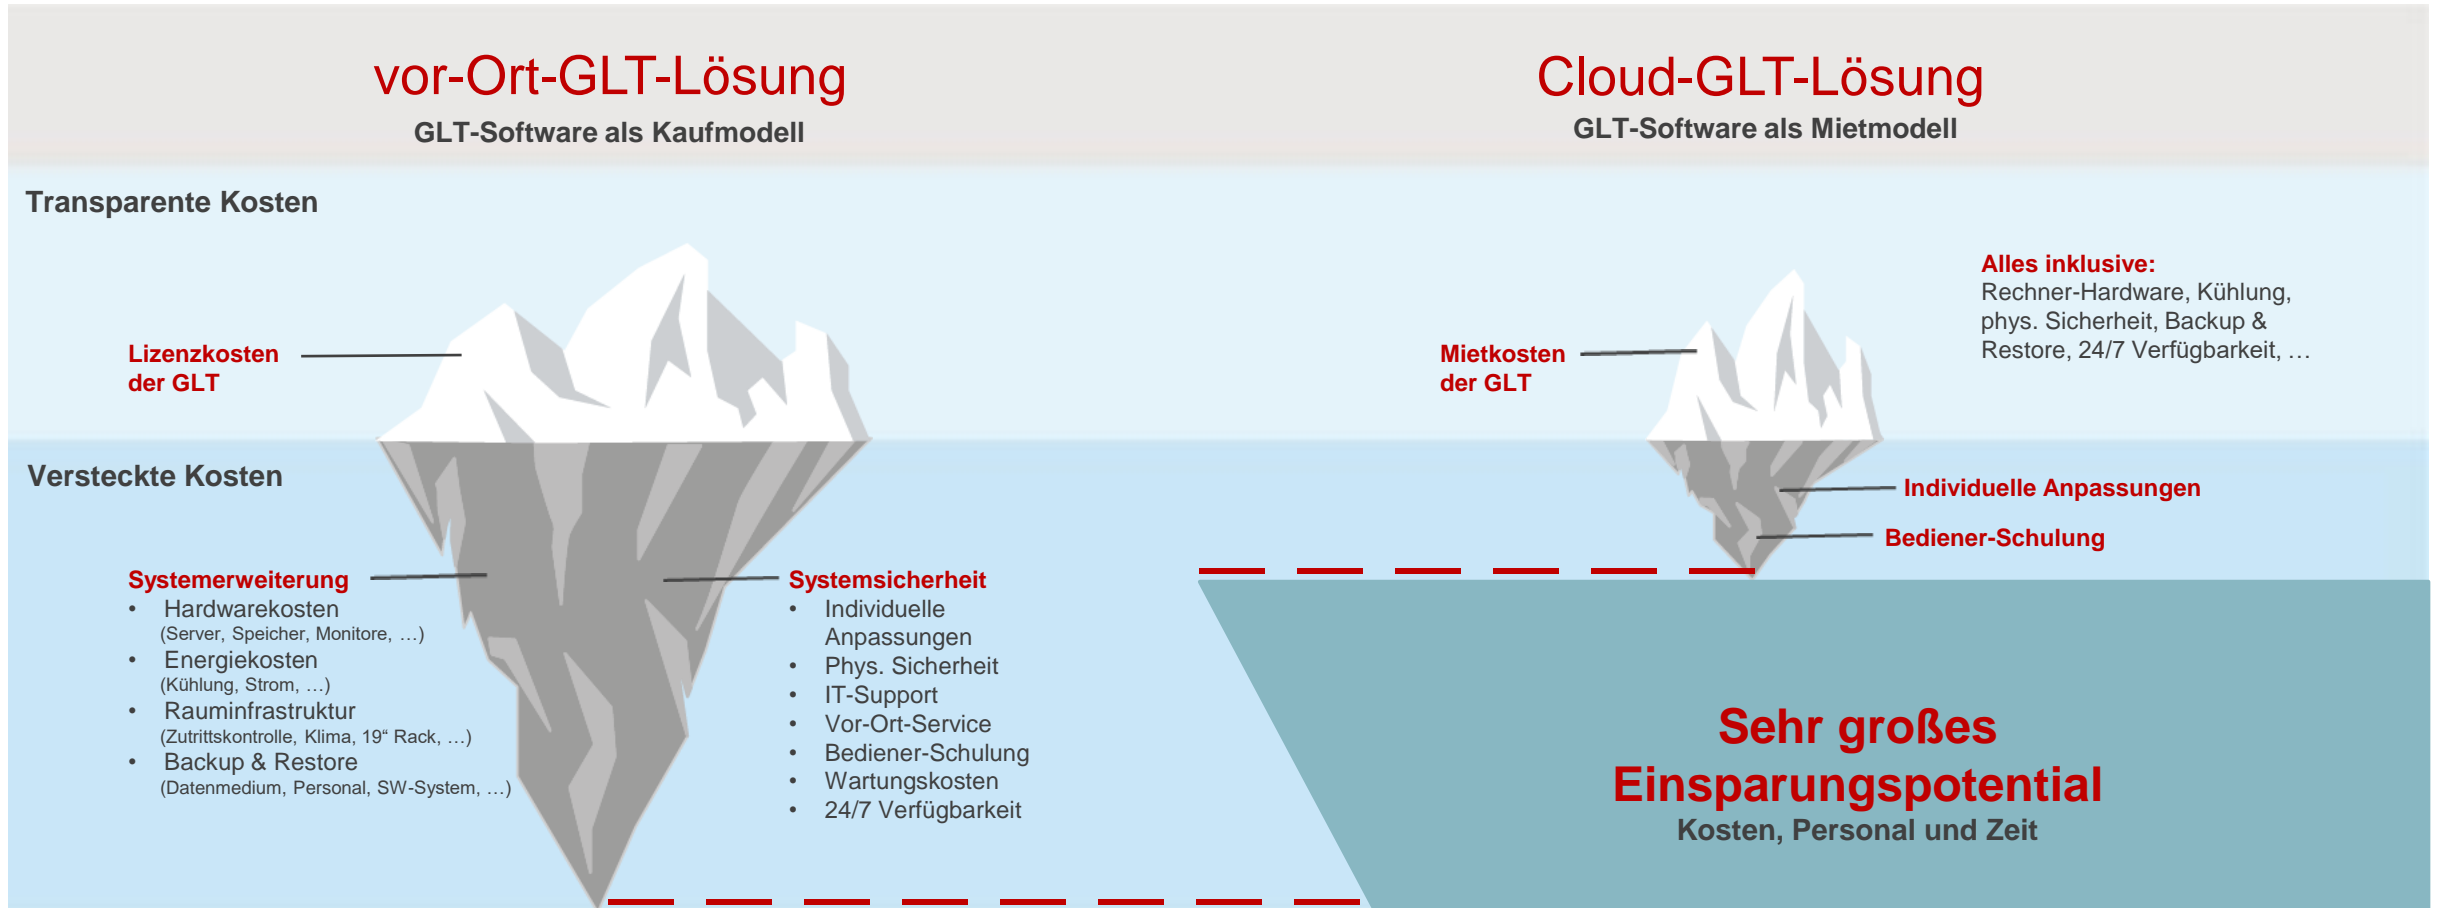 vor-Ort-GLT-Lösung
GLT-Software als Kaufmodell
Cloud-GLT-Lösung
GLT-Software als Mietmodell
Transparente Kosten
Lizenzkosten
der GLT
Mietkosten
der GLT
Alles inklusive:
Rechner-Hardware, Kühlung,
phys. Sicherheit, Backup &
Restore, 24/7 Verfügbarkeit, …
Versteckte Kosten
Systemerweiterung
• Hardwarekosten
(Server, Speicher, Monitore, …)
• Energiekosten
(Kühlung, Strom, …)
• Rauminfrastruktur
(Zutrittskontrolle, Klima, 19“ Rack, …)
• Backup & Restore
(Datenmedium, Personal, SW-System, …)
Systemsicherheit
• Individuelle
Anpassungen
• Phys. Sicherheit
• IT-Support
• Vor-Ort-Service
• Bediener-Schulung
• Wartungskosten
• 24/7 Verfügbarkeit
Individuelle Anpassungen
Bediener-Schulung
Sehr großes
Einsparungspotential
Kosten, Personal und Zeit